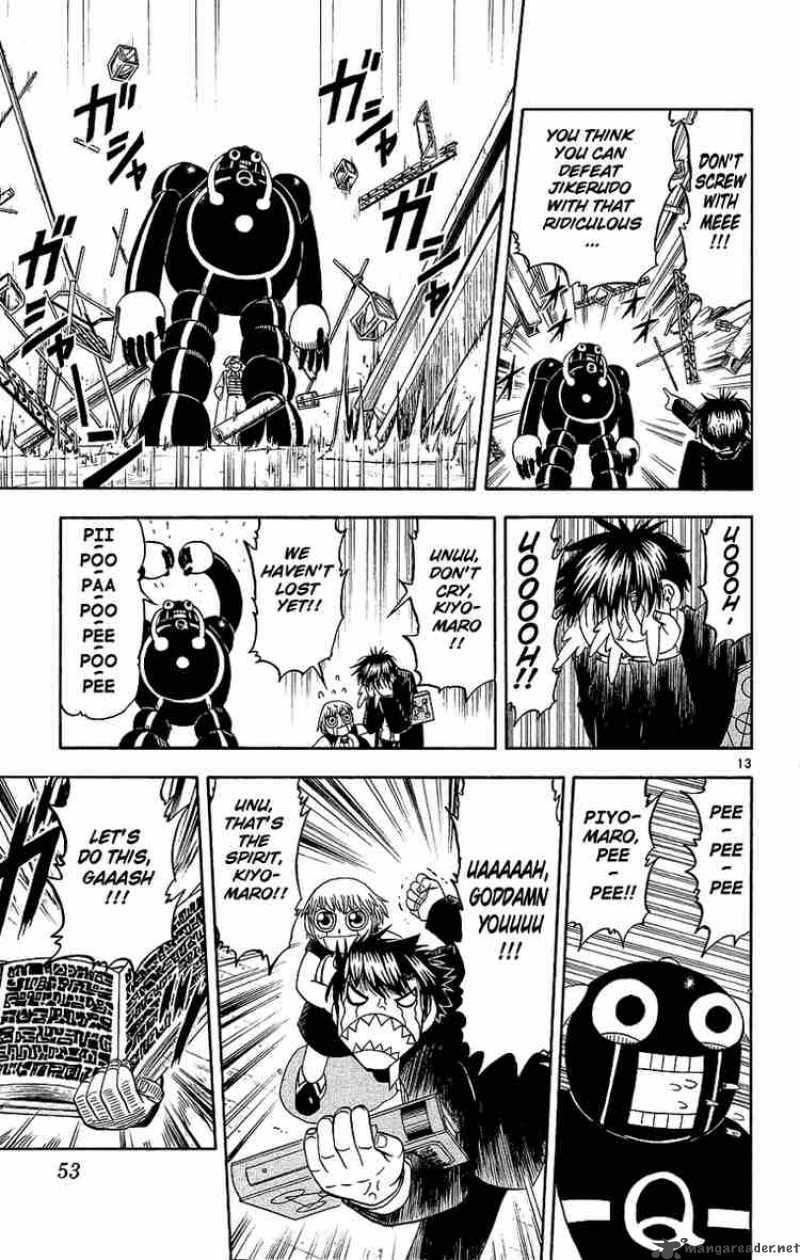 DON'T
SCREW
WITH
MEEE
!!!
YOU THINK
YOU CAN
DEFEAT
JIKERUDO
WITH THAT
RIDICULOUS
...
ガ
シャ
ガ
シャ
ガ
シャ
ガ
シャー
Q
UOOOH,
UOOOOH!!
UNUU,
DON'T
CRY,
KIYO-
MARO
!!
WE
HAVEN'T
LOST
YET!!
PII
-
POO
-
PAA
-
POO
-
PEE
-
POO
-
PEE
13
PEE
-
PEE
-
PEE
PIYO-
MARO,
PEE
-
PEE!!
Q
UAAAAAH,
GODDAMN
YOUUUU
!!!
UNU,
THAT'S
THE
SPIRIT,
KIYO-
MARO!!
LET'S
DO THIS,
GAAASH
!!!
53
mangareader.net